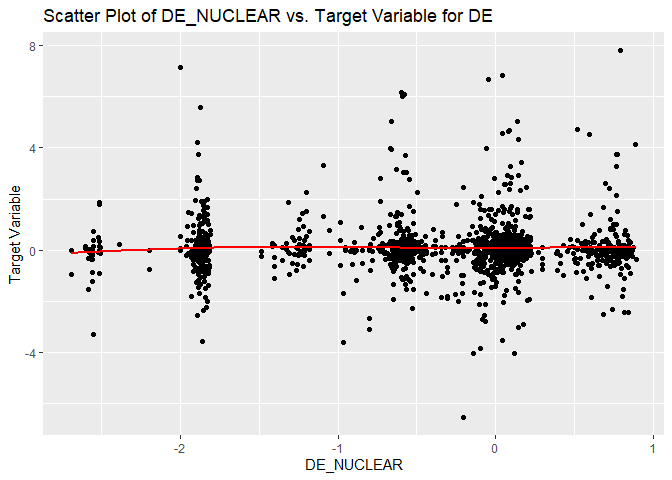 Scatter Plot of DE_NUCLEAR vs. Target Variable for DE
8
4
0
-4
Target Variable
-2
-1
0
1
DE_NUCLEAR